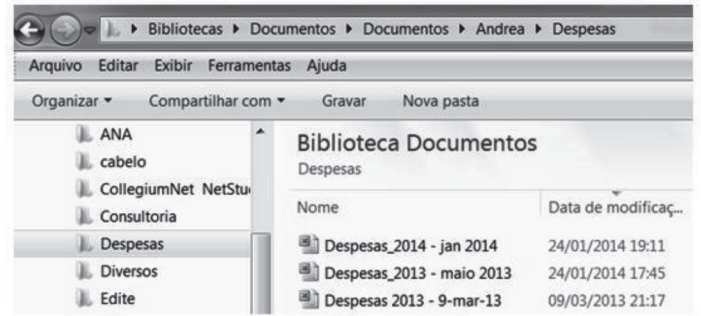 Bibliotecas Documentos Documentos Andrea Despesas
Arquivo Editar Exibir Ferramentas Ajuda
Organizar Compartilhar com Gravar Nova pasta
ANA
cabelo
CollegiumNet NetStu
Consultoria
Despesas
Diversos
Edite
Biblioteca Documentos
Despesas
Nome Data de modificaç...
Despesas_2014 - jan 2014 24/01/2014 19:11
Despesas_2013 - maio 2013 24/01/2014 17:45
Despesas 2013 - 9-mar-13 09/03/2013 21:17